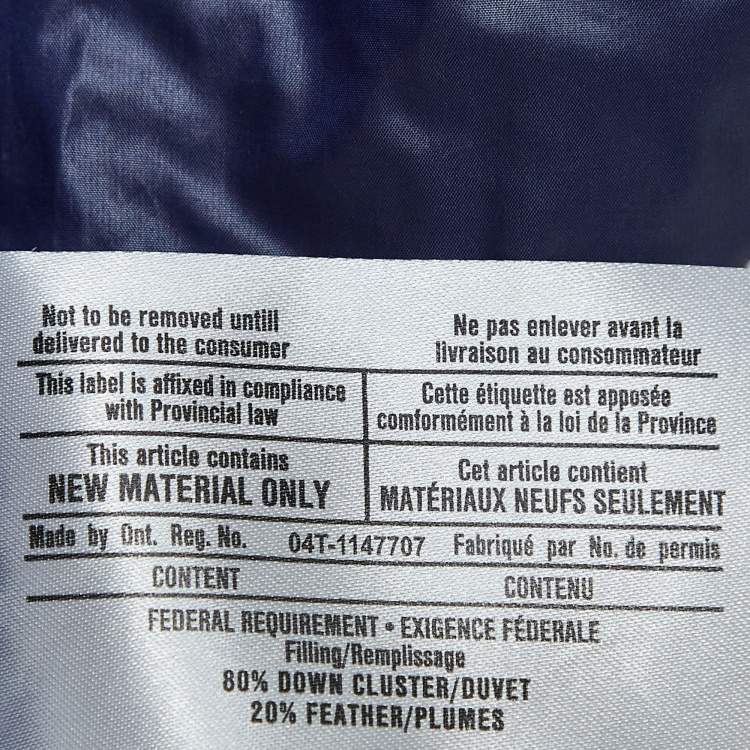 Not to be removed untill
delivered to the consumer
Ne pas enlever avant la
livraison au consommateur
This label is affixed in compliance
with Provincial law
Cette étiquette est apposée
comformément à la loi de la Province
This article contains
NEW MATERIAL ONLY
Cet article contient
MATÉRIAUX NEUFS SEULEMENT
Made by Ont. Reg. No. 04T-1147707 Fabriqué par No. de permis
CONTENT CONTENU
FEDERAL REQUIREMENT • EXIGENCE FÉDERALE
Filling/Remplissage
80% DOWN CLUSTER/DUVET
20% FEATHER/PLUMES